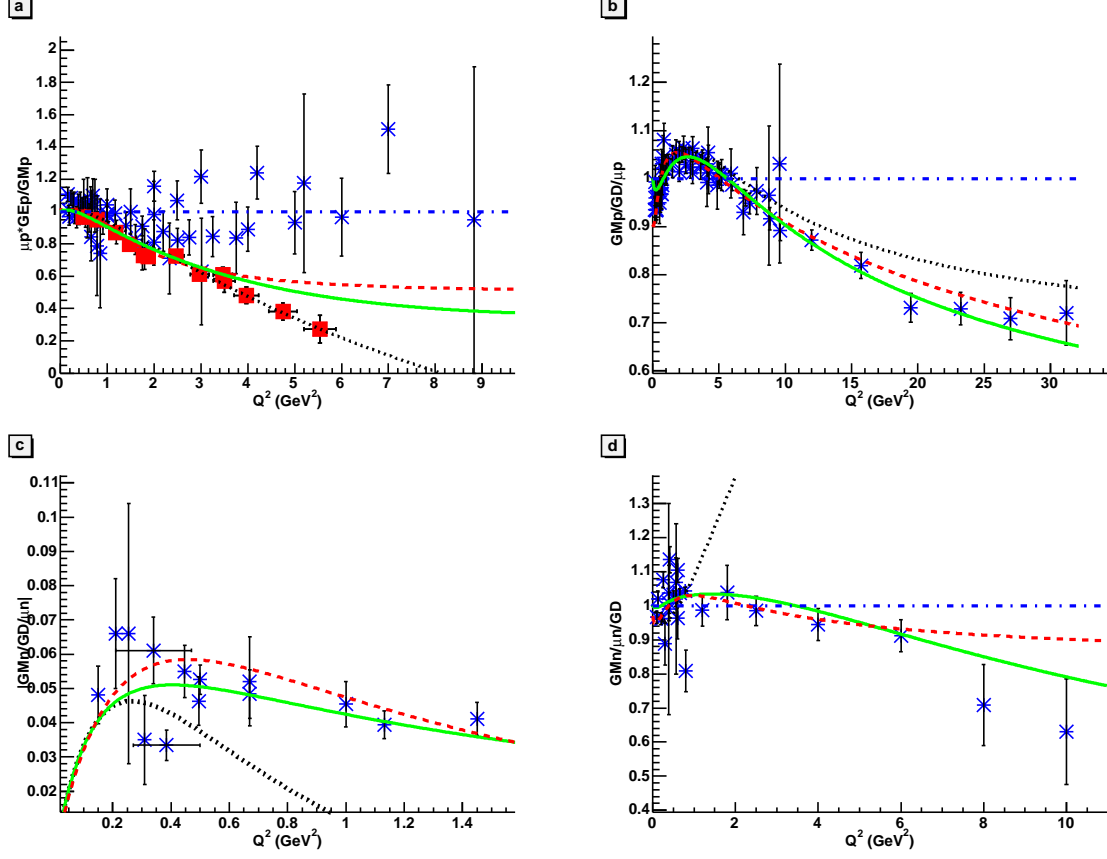 a
μp*GEp/GMp
2
1.8
1.6
1.4
1.2
1
0.8
0.6
0.4
0.2
0
0 1 2 3 4 5 6 7 8 9
Q² (GeV²)
b
GMp/GD/μp
1.2
1.1
1
0.9
0.8
0.7
0.6
0 5 10 15 20 25 30
Q² (GeV²)
c
|GMn/GD/μn|
0.11
0.1
0.09
0.08
0.07
0.06
0.05
0.04
0.03
0.02
0.2 0.4 0.6 0.8 1 1.2 1.4
Q² (GeV²)
d
GMn/μn/GD
1.3
1.2
1.1
1
0.9
0.8
0.7
0.6
0.5
0.4
0 2 4 6 8 10
Q² (GeV²)